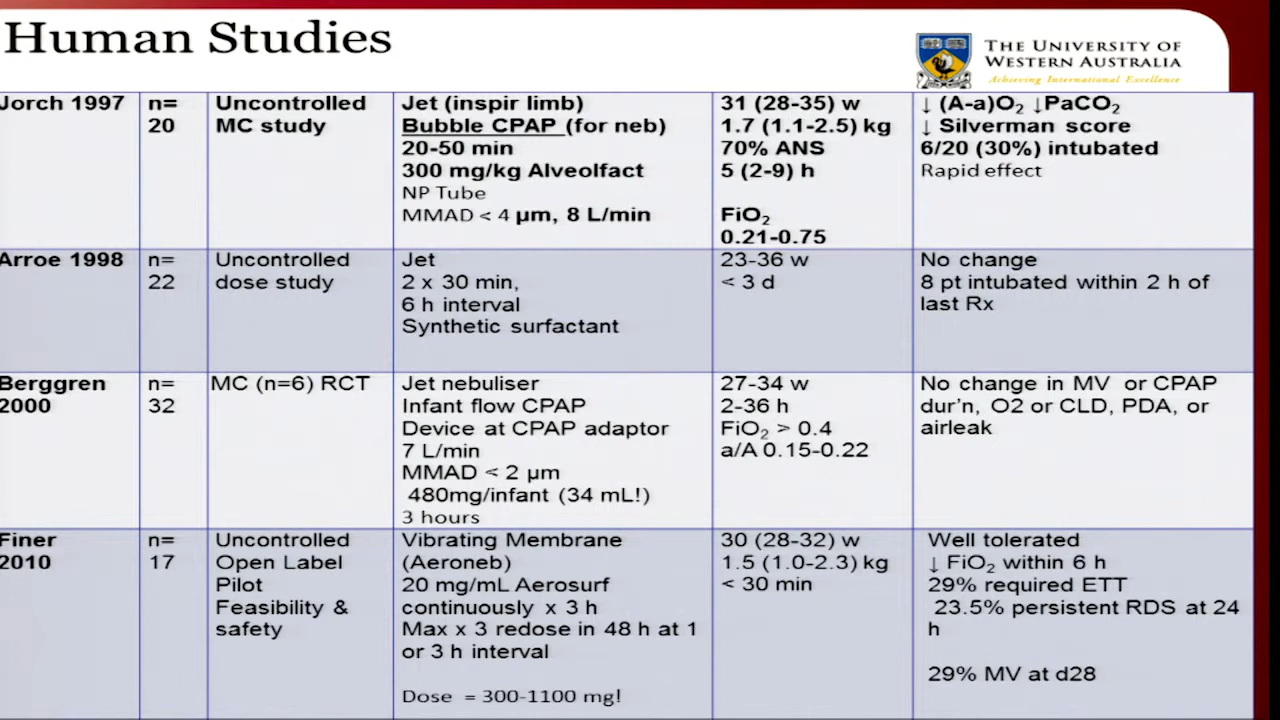 Human Studies
THE UNIVERSITY OF
WESTERN AUSTRALIA
Achieving International Excellence
Jorch 1997
n=
20
Uncontrolled
MC study
Jet (inspir limb)
Bubble CPAP (for neb)
20-50 min
300 mg/kg Alveolfact
NP Tube
MMAD < 4 μm, 8 L/min
31 (28-35) w
1.7 (1.1-2.5) kg
70% ANS
5 (2-9) h
FiO₂
0.21-0.75
↓ (A-a)O₂ ↓PaCO₂
↓ Silverman score
6/20 (30%) intubated
Rapid effect
Arroe 1998
n=
22
Uncontrolled
dose study
Jet
2 x 30 min,
6 h interval
Synthetic surfactant
23-36 w
< 3 d
No change
8 pt intubated within 2 h of
last Rx
Berggren
2000
n=
32
MC (n=6) RCT
Jet nebuliser
Infant flow CPAP
Device at CPAP adaptor
7 L/min
MMAD < 2 μm
480mg/infant (34 mL!)
3 hours
27-34 w
2-36 h
FiO₂ > 0.4
a/A 0.15-0.22
No change in MV or CPAP
dur'n, O2 or CLD, PDA, or
airleak
Finer
2010
n=
17
Uncontrolled
Open Label
Pilot
Feasibility &
safety
Vibrating Membrane
(Aeroneb)
20 mg/mL Aerosurf
continuously x 3 h
Max x 3 redose in 48 h at 1
or 3 h interval
Dose = 300-1100 mg!
30 (28-32) w
1.5 (1.0-2.3) kg
< 30 min
Well tolerated
↓ FiO₂ within 6 h
29% required ETT
23.5% persistent RDS at 24
h
29% MV at d28